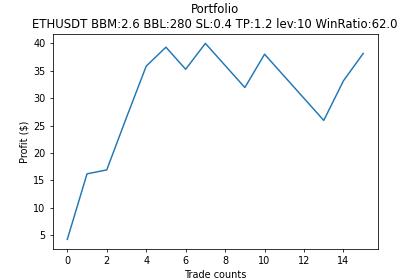 Portfolio
ETHUSDT BBM:2.6 BBL:280 SL:0.4 TP:1.2 lev:10 WinRatio:62.0
40
35
30
25
20
15
10
5
Profit ($)
0 2 4 6 8 10 12 14
Trade counts